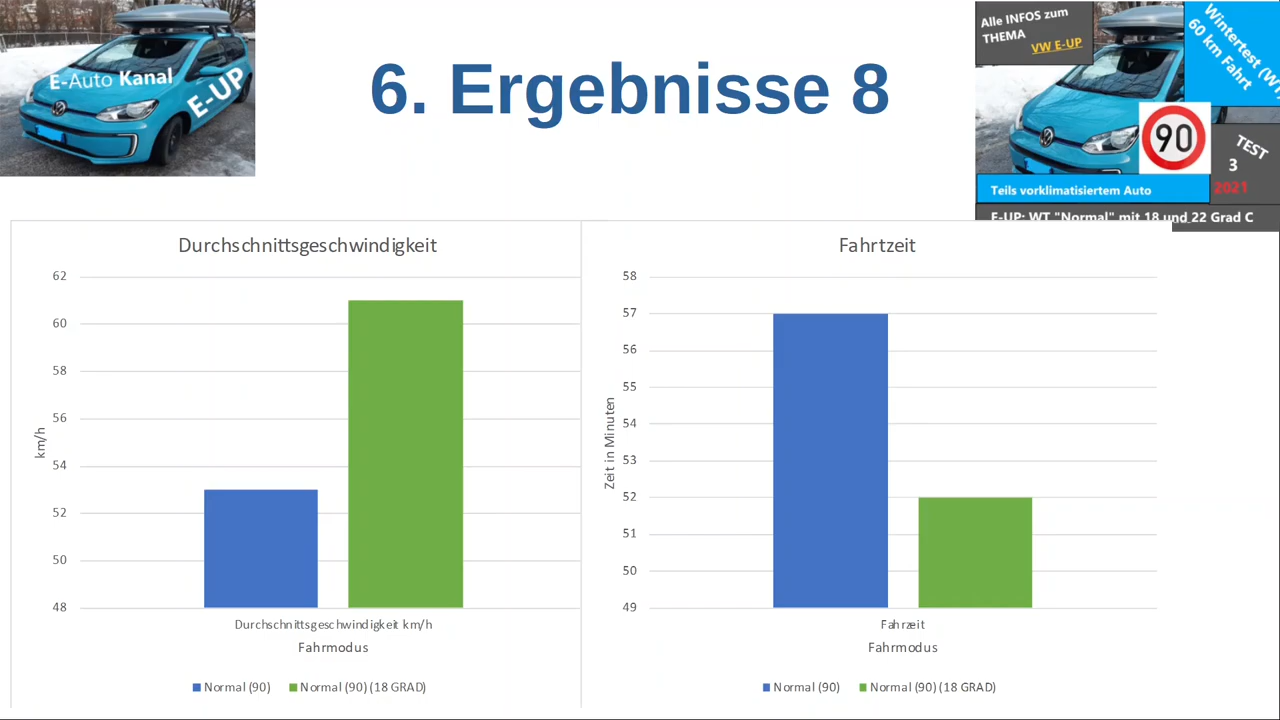 E-Auto Kanal
E-UP
6. Ergebnisse 8
Alle INFOS zum
THEMA
VW E-UP
Wintertest (WT)
60 km Fahrt
90
TEST
3
2021
Teils vorklimatisiertem Auto
E-UP: WT "Normal" mit 18 und 22 Grad C
Durchschnittsgeschwindigkeit
62
60
58
56
54
52
50
48
km/h
Durchschnittsgeschwindigkeit km/h
Fahrmodus
Normal (90)
Normal (90) (18 GRAD)
Fahrtzeit
58
57
56
55
54
53
52
51
50
49
Zeit in Minuten
Fahrzeit
Fahrmodus
Normal (90)
Normal (90) (18 GRAD)